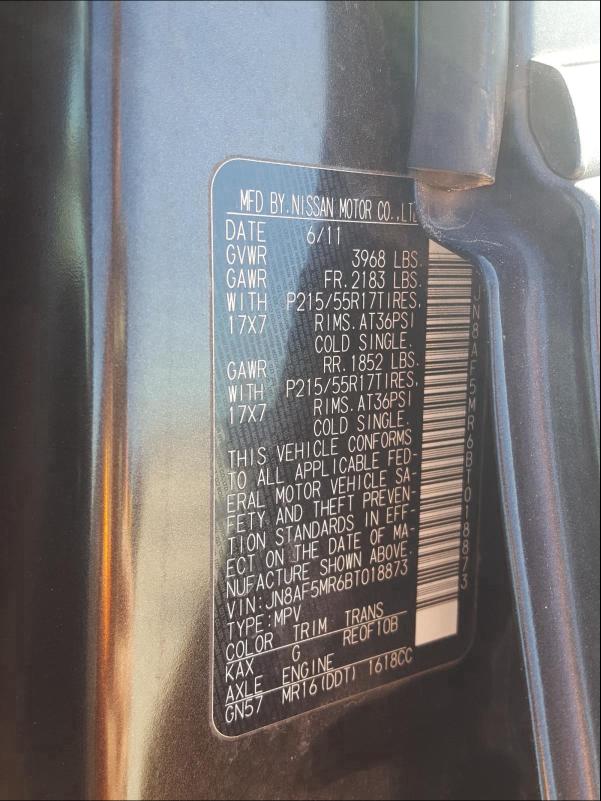 MFD BY.NISSAN MOTOR CO.,LT
DATE 6/11
GVWR 3968 LBS.
GAWR FR.2183 LBS.
WITH P215/55R17TIRES,
17X7 RIMS.AT36PSI
COLD SINGLE.
GAWR RR.1852 LBS.
WITH P215/55R17TIRES,
17X7 RIMS.AT36PSI
COLD SINGLE.
THIS VEHICLE CONFORMS
TO ALL APPLICABLE FED-
ERAL MOTOR VEHICLE SA-
FETY AND THEFT PREVEN-
TION STANDARDS IN EFF-
ECT ON THE DATE OF MA-
NUFACTURE SHOWN ABOVE.
VIN:JN8AF5MR6BT018873
TYPE:MPV
COLOR TRIM TRANS
KAX G RE0F10B
AXLE ENGINE
GN57 MR16(DDT) 1618CC
JN8AF5MR6BT018873